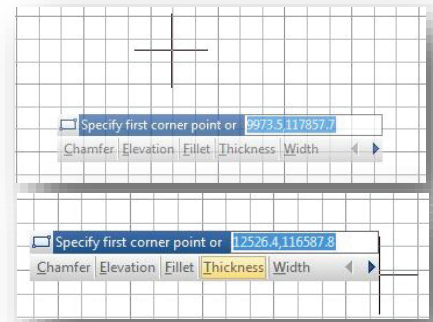 Specify first corner point or 9973.5,117857.7
Chamfer Elevation Fillet Thickness Width
Specify first corner point or 12526.4,116587.8
Chamfer Elevation Fillet Thickness Width